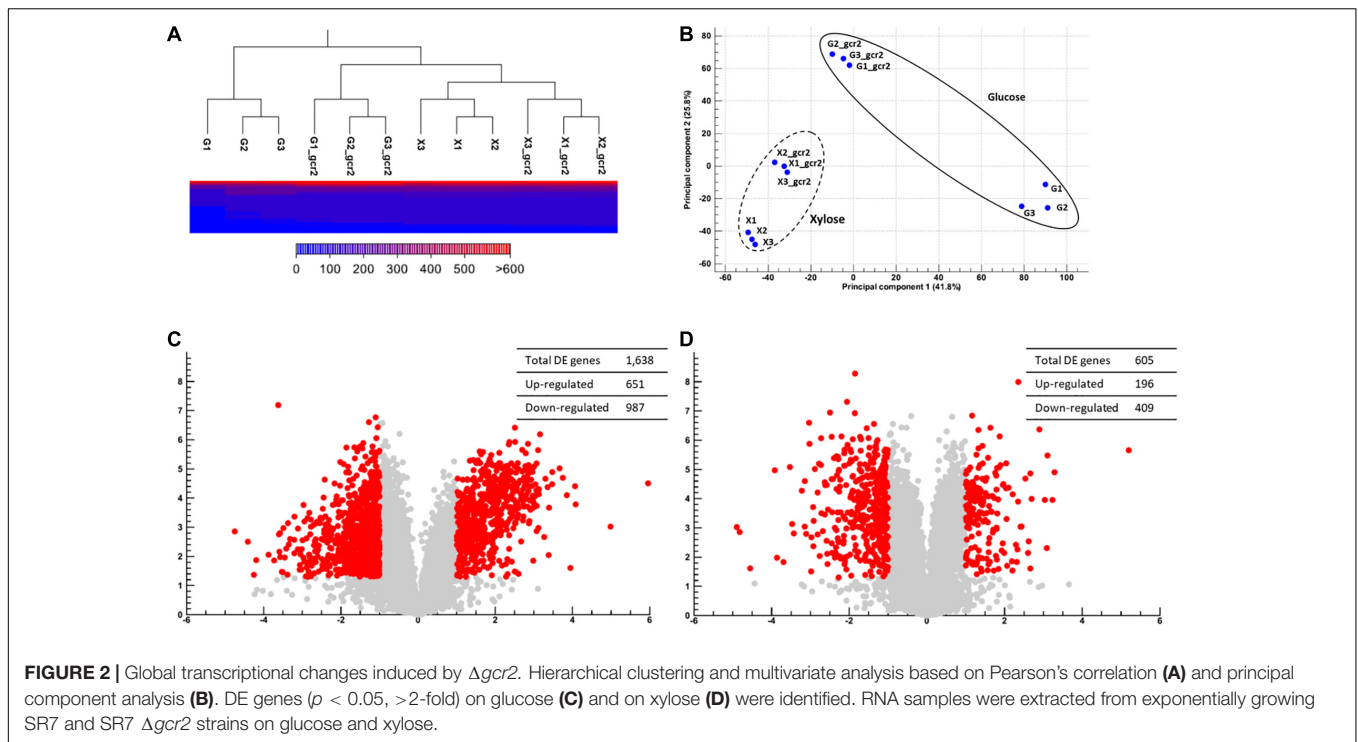 A
G1
G2
G3
G1_gcr2
G2_gcr2
G3_gcr2
X3
X1
X2
X3_gcr2
X1_gcr2
X2_gcr2
0 100 200 300 400 500 >600
B
Principal component 2 (25.8%)
80
60
40
20
0
-20
-40
-60
G2_gcr2
G3_gcr2
G1_gcr2
Glucose
X2_gcr2
X1_gcr2
X3_gcr2
Xylose
G1
G3
G2
X1
X2
X3
-60 -40 -20 0 20 40 60 80 100
Principal component 1 (41.8%)
C
Total DE genes 1,638
Up-regulated 651
Down-regulated 987
8
7
6
5
4
3
2
1
0
-6 -4 -2 0 2 4 6
D
Total DE genes 605
Up-regulated 196
Down-regulated 409
8
7
6
5
4
3
2
1
0
-6 -4 -2 0 2 4 6
FIGURE 2 | Global transcriptional changes induced by Δgcr2. Hierarchical clustering and multivariate analysis based on Pearson's correlation (A) and principal
component analysis (B). DE genes (p < 0.05, >2-fold) on glucose (C) and on xylose (D) were identified. RNA samples were extracted from exponentially growing
SR7 and SR7 Δgcr2 strains on glucose and xylose.